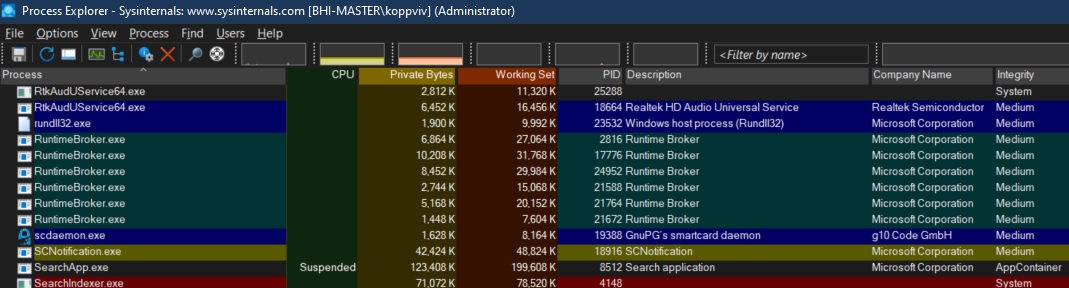 Process Explorer - Sysinternals: www.sysinternals.com [BHI-MASTER\koppviv] (Administrator)
File Options View Process Find Users Help
<Filter by name>
Process CPU Private Bytes Working Set PID Description Company Name Integrity
RtkAudUService64.exe 2,812 K 11,320 K 25288 System
RtkAudUService64.exe 6,452 K 16,456 K 18664 Realtek HD Audio Universal Service Realtek Semiconductor Medium
rundll32.exe 1,900 K 9,992 K 23532 Windows host process (Rundll32) Microsoft Corporation Medium
RuntimeBroker.exe 6,864 K 27,064 K 2816 Runtime Broker Microsoft Corporation Medium
RuntimeBroker.exe 10,208 K 31,768 K 17776 Runtime Broker Microsoft Corporation Medium
RuntimeBroker.exe 8,452 K 29,984 K 24952 Runtime Broker Microsoft Corporation Medium
RuntimeBroker.exe 2,744 K 15,068 K 21588 Runtime Broker Microsoft Corporation Medium
RuntimeBroker.exe 5,168 K 20,152 K 21764 Runtime Broker Microsoft Corporation Medium
RuntimeBroker.exe 1,448 K 7,604 K 21672 Runtime Broker Microsoft Corporation Medium
scdaemon.exe 1,628 K 8,164 K 19388 GnuPG's smartcard daemon g10 Code GmbH Medium
SCNotification.exe 42,424 K 48,824 K 18916 SCNotification Microsoft Corporation Medium
SearchApp.exe Suspended 123,408 K 199,608 K 8512 Search application Microsoft Corporation AppContainer
SearchIndexer.exe 71,072 K 78,520 K 4148 System